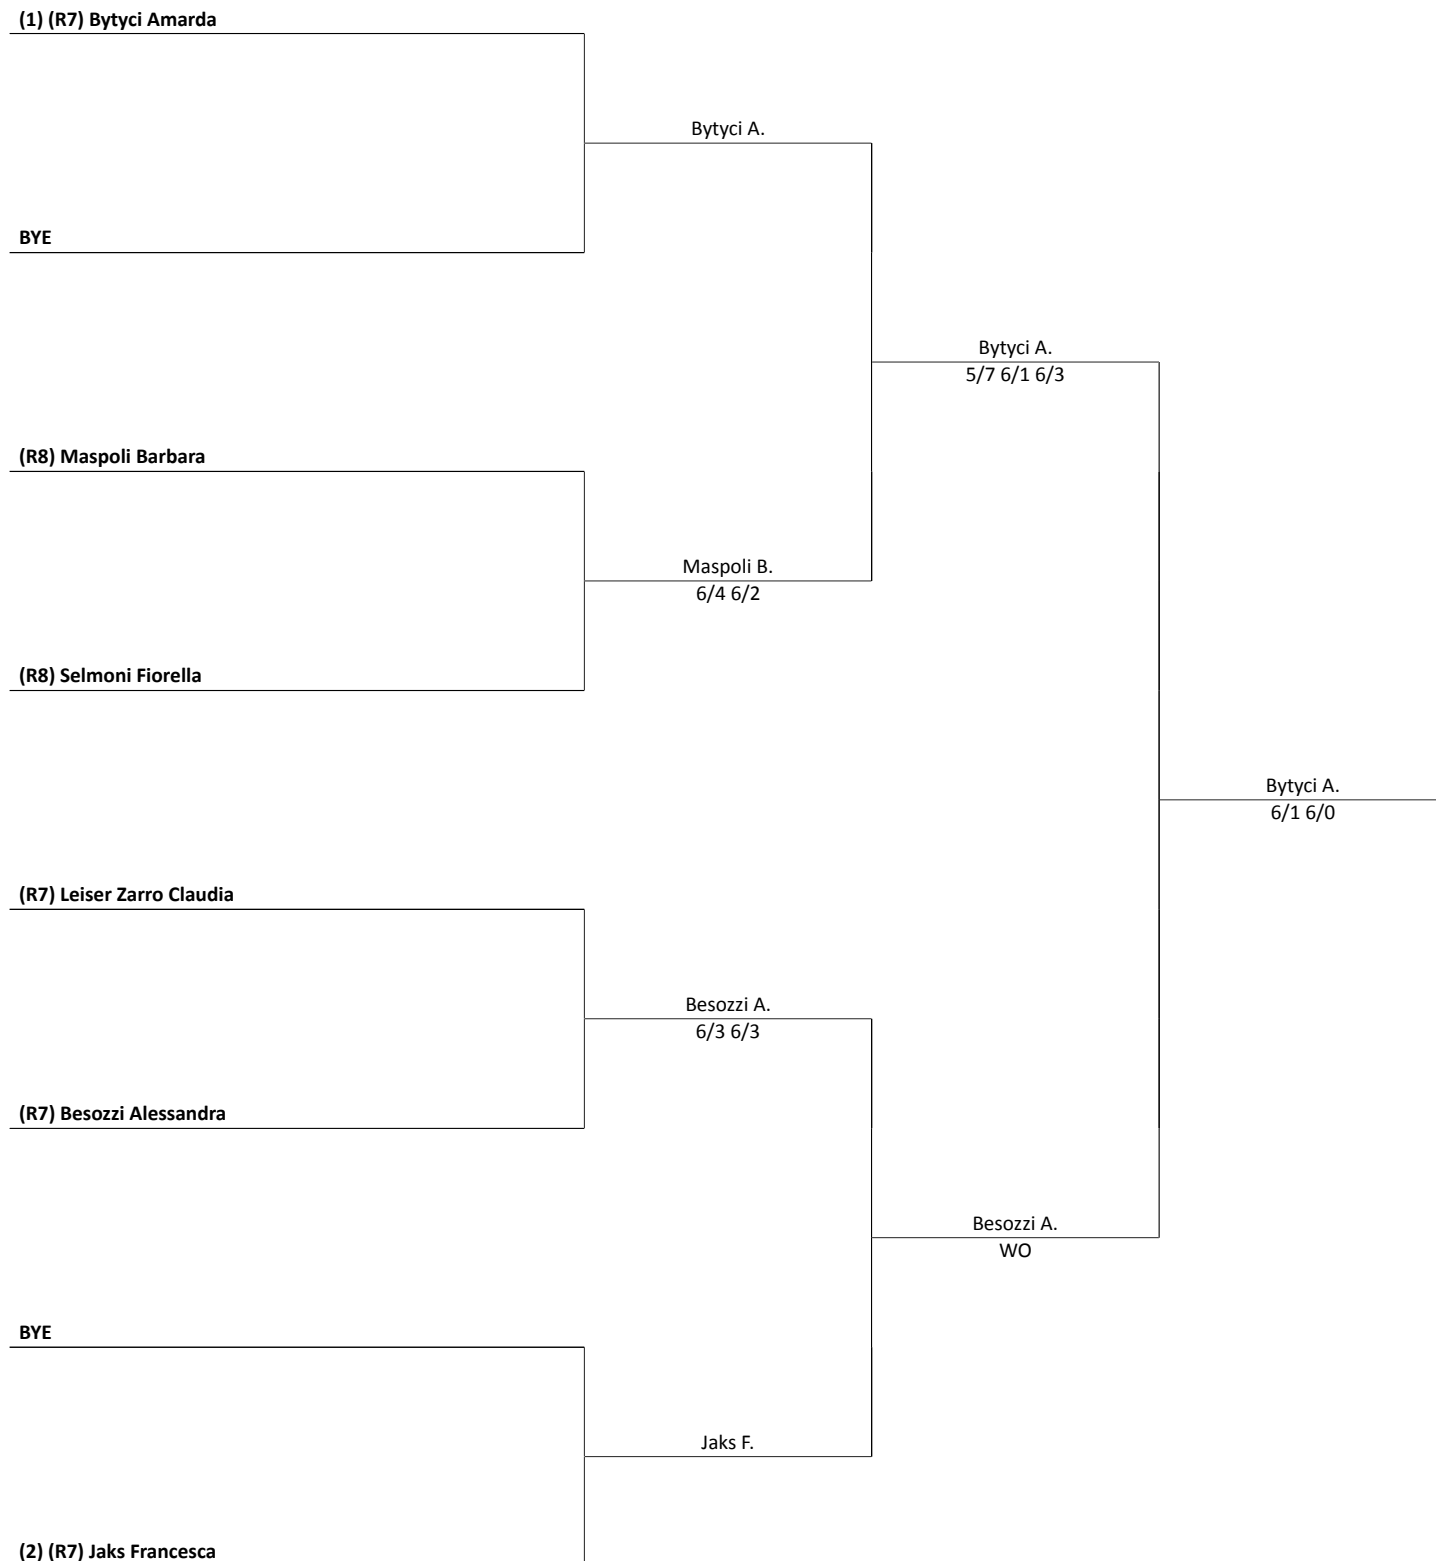 (1) (R7) Bytyci Amarda
Bytyci A.
BYE
Bytyci A.
5/7 6/1 6/3
(R8) Maspoli Barbara
Maspoli B.
6/4 6/2
(R8) Selmoni Fiorella
Bytyci A.
6/1 6/0
(R7) Leiser Zarro Claudia
Besozzi A.
6/3 6/3
(R7) Besozzi Alessandra
Besozzi A.
WO
BYE
Jaks F.
(2) (R7) Jaks Francesca